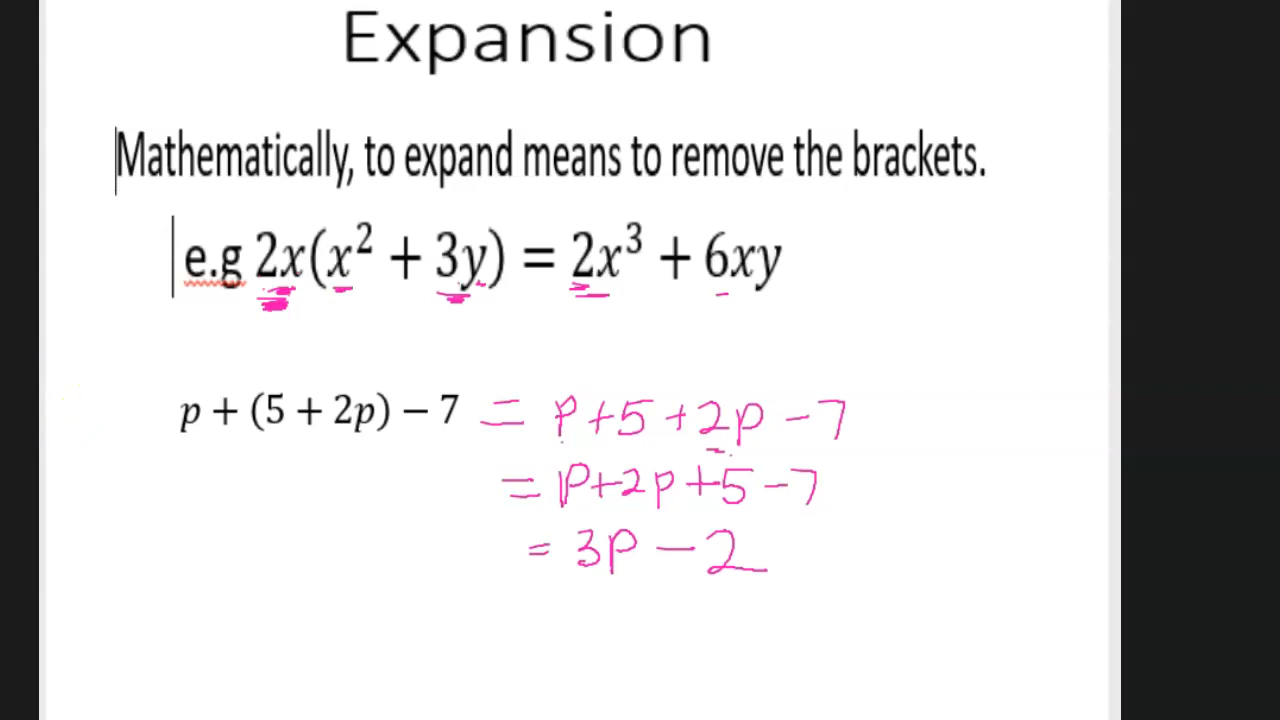 Expansion
Mathematically, to expand means to remove the brackets.
e.g 2x(x² + 3y) = 2x³ + 6xy
p + (5 + 2p) − 7 = p+5+2p−7
= p+2p+5−7
= 3p−2